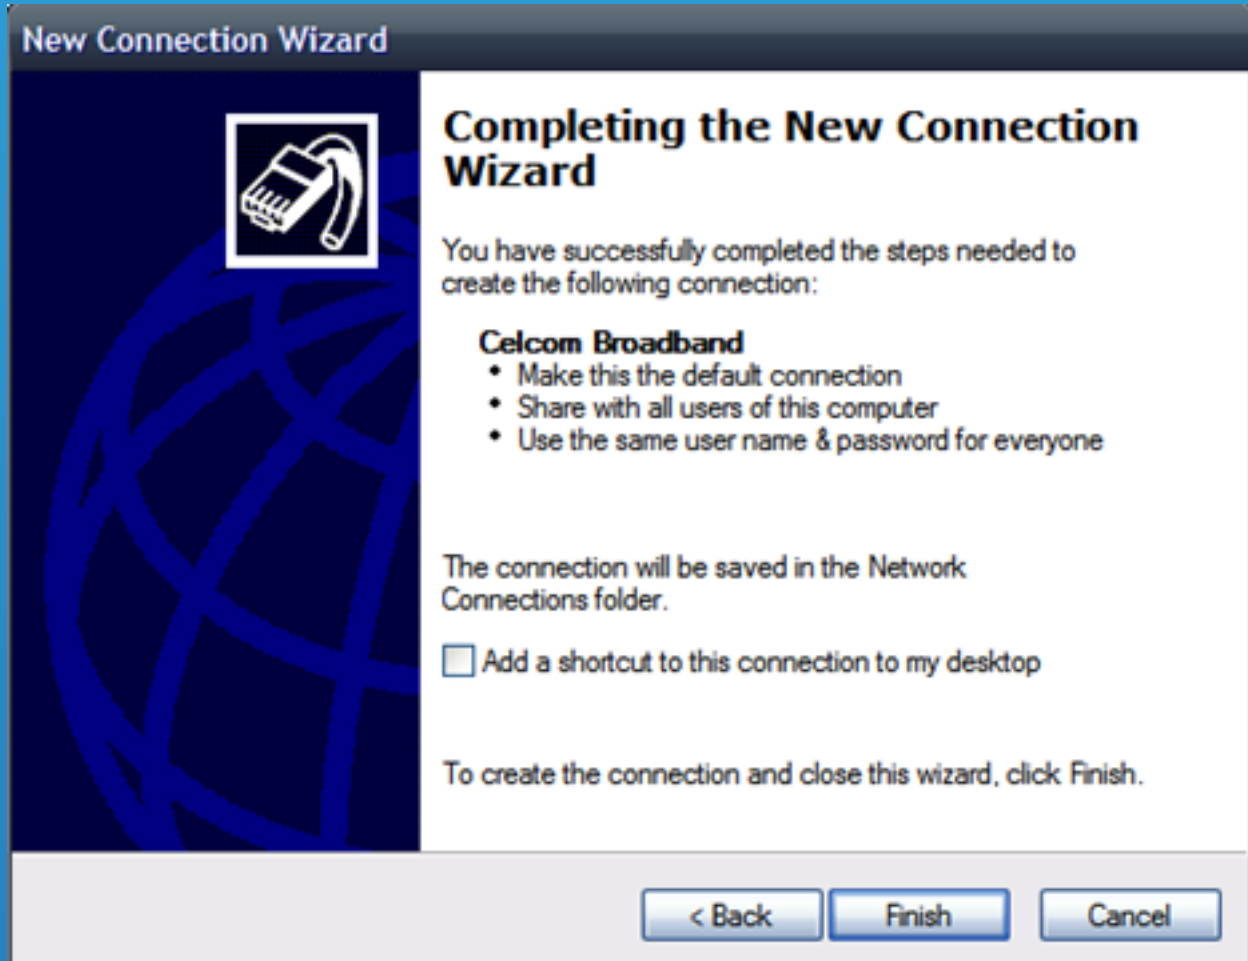 New Connection Wizard
Completing the New Connection
Wizard
You have successfully completed the steps needed to
create the following connection:
Celcom Broadband
• Make this the default connection
• Share with all users of this computer
• Use the same user name & password for everyone
The connection will be saved in the Network
Connections folder.
Add a shortcut to this connection to my desktop
To create the connection and close this wizard, click Finish.
< Back Finish Cancel